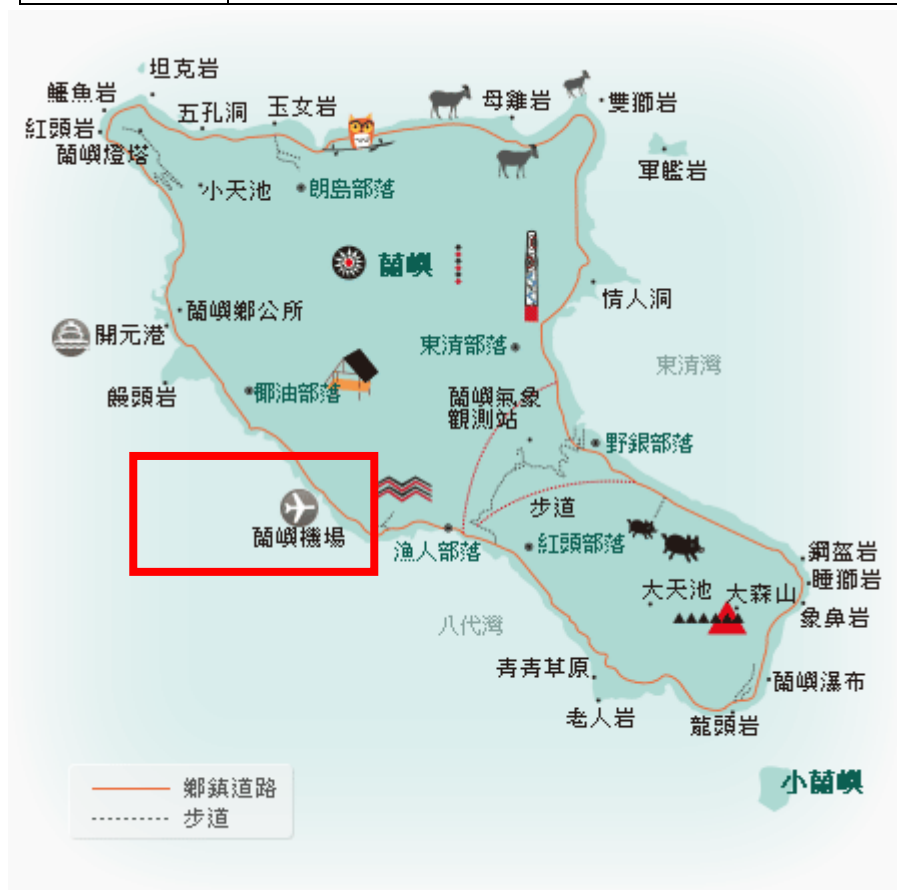 坦克岩
鱷魚岩
五孔洞
玉女岩
母雞岩
雙獅岩
紅頭岩
蘭嶼燈塔
軍艦岩
小天池
朗島部落
蘭嶼
情人洞
蘭嶼鄉公所
開元港
東清部落
東清灣
饅頭岩
椰油部落
蘭嶼氣象
觀測站
野銀部落
步道
蘭嶼機場
漁人部落
紅頭部落
鋼盔岩
睡獅岩
大天池
大森山
象鼻岩
八代灣
青青草原
蘭嶼瀑布
老人岩
龍頭岩
小蘭嶼
鄉鎮道路
步道